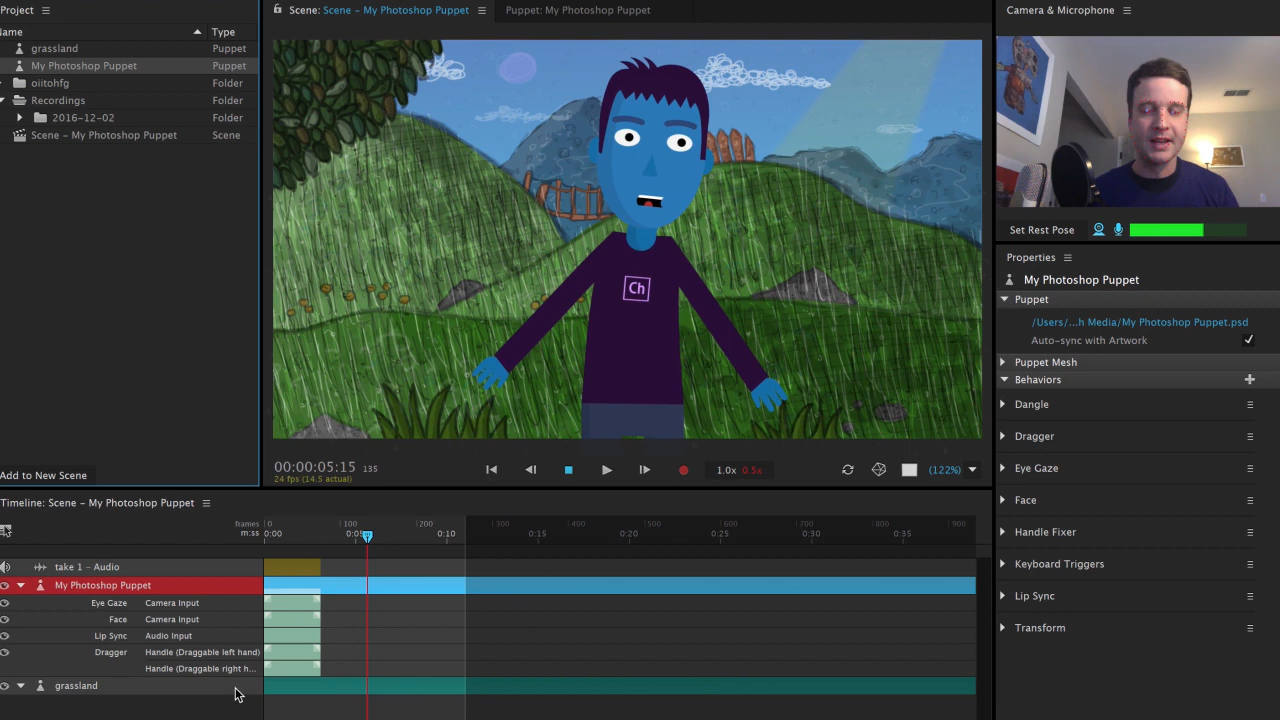 Project
Name Type
grassland Puppet
My Photoshop Puppet Puppet
oiitohfg Folder
Recordings Folder
2016-12-02 Folder
Scene – My Photoshop Puppet Scene
Add to New Scene
Scene: Scene – My Photoshop Puppet Puppet: My Photoshop Puppet
Ch
00:00:05:15 135
24 fps (14.5 actual)
1.0x 0.5x
(122%)
Camera & Microphone
Set Rest Pose
Properties
My Photoshop Puppet
Puppet
/Users/...h Media/My Photoshop Puppet.psd
Auto-sync with Artwork
Puppet Mesh
Behaviors
Dangle
Dragger
Eye Gaze
Face
Handle Fixer
Keyboard Triggers
Lip Sync
Transform
Timeline: Scene – My Photoshop Puppet
frames 0 100 200 300 400 500 600 700 800 900
m:ss 0:00 0:05 0:10 0:15 0:20 0:25 0:30 0:35
take 1 – Audio
My Photoshop Puppet
Eye Gaze Camera Input
Face Camera Input
Lip Sync Audio Input
Dragger Handle (Draggable left hand)
Handle (Draggable right h...
grassland